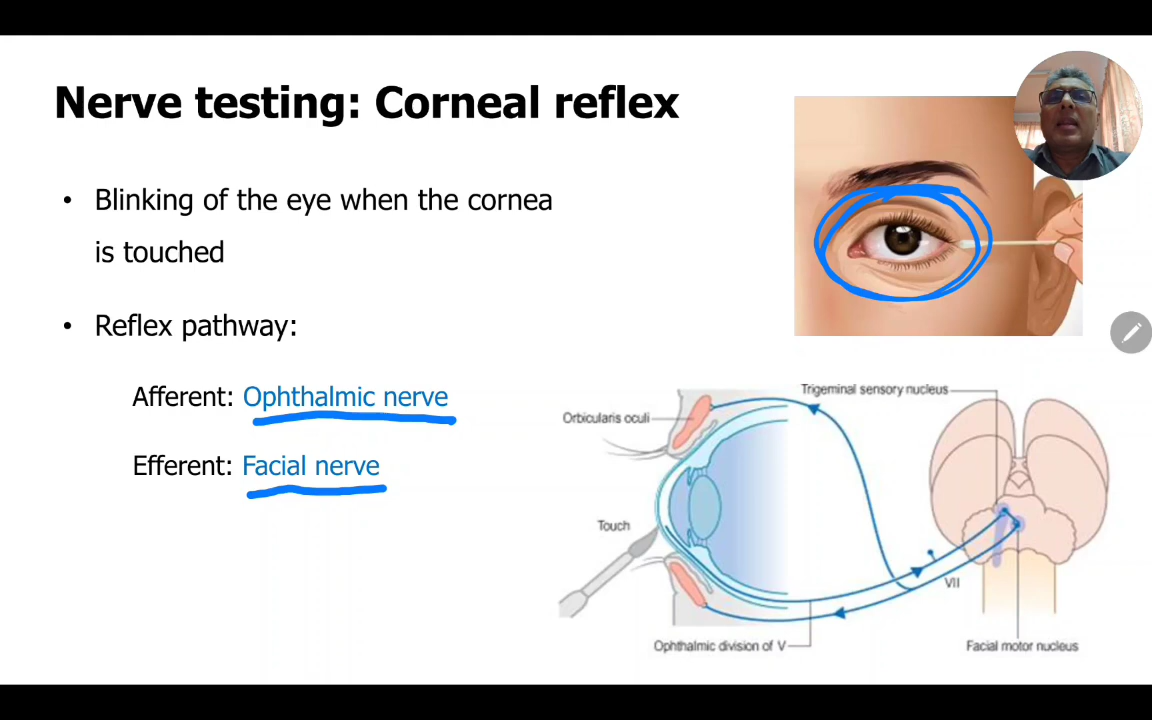 Nerve testing: Corneal reflex
• Blinking of the eye when the cornea
is touched
• Reflex pathway:
Afferent: Ophthalmic nerve
Efferent: Facial nerve
Trigeminal sensory nucleus
Orbicularis oculi
Touch
VII
Ophthalmic division of V
Facial motor nucleus